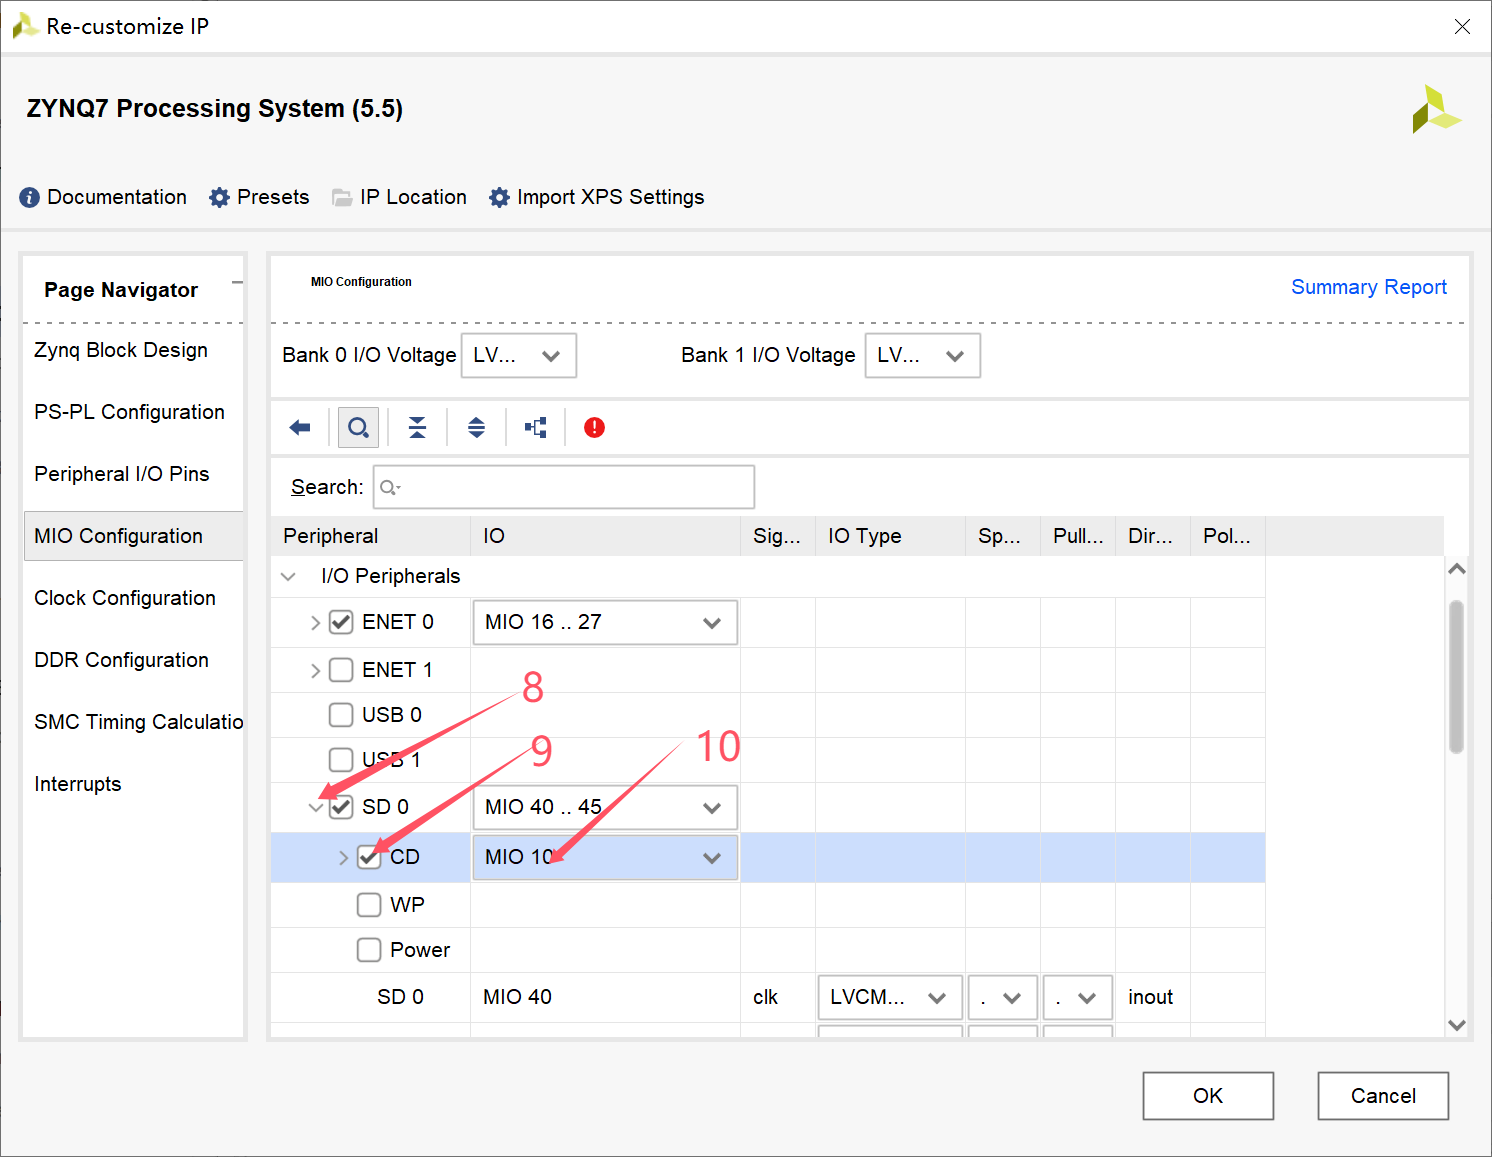 Re-customize IP
ZYNQ7 Processing System (5.5)
Documentation Presets IP Location Import XPS Settings
Page Navigator
Zynq Block Design
PS-PL Configuration
Peripheral I/O Pins
MIO Configuration
Clock Configuration
DDR Configuration
SMC Timing Calculatio
Interrupts
MIO Configuration
Summary Report
Bank 0 I/O Voltage LV... Bank 1 I/O Voltage LV...
Search:
Peripheral IO Sig... IO Type Sp... Pull... Dir... Pol...
I/O Peripherals
ENET 0 MIO 16 .. 27
ENET 1
8
USB 0
9
10
USB 1
SD 0 MIO 40 .. 45
CD MIO 10
WP
Power
SD 0 MIO 40 clk LVCM... . . inout
OK Cancel